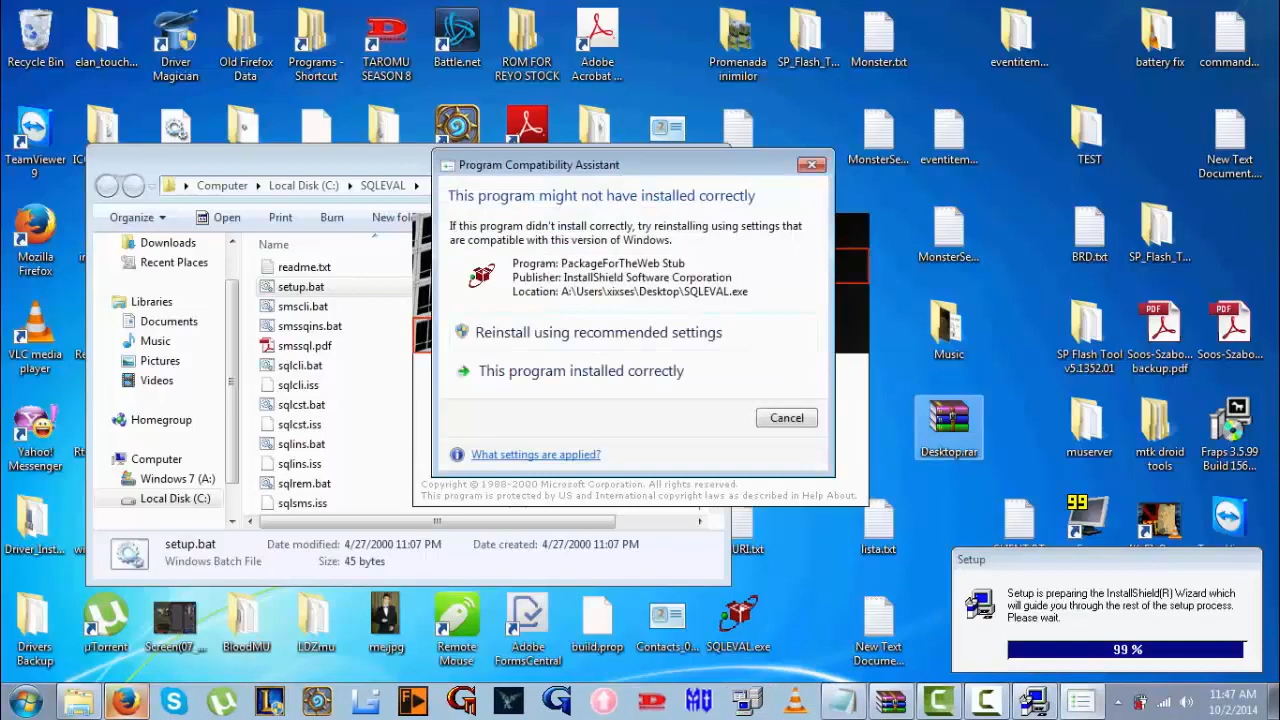 Recycle Bin
elan_touch...
Driver
Magician
Old Firefox
Data
Programs -
Shortcut
TAROMU
SEASON 8
Battle.net
ROM FOR
REYO STOCK
Adobe
Acrobat ...
Promenada
inimilor
SP_Flash_T...
Monster.txt
eventitem...
battery fix
command...
TeamViewer
9
MonsterSe...
eventitem...
TEST
New Text
Document....
Mozilla
Firefox
MonsterSe...
BRD.txt
SP_Flash_T...
VLC media
player
Music
SP Flash Tool
v5.1352.01
Soos-Szabo...
backup.pdf
Soos-Szabo...
Yahoo!
Messenger
Desktop.rar
muserver
mtk droid
tools
Fraps 3.5.99
Build 156...
Driver_Inst...
lista.txt
99
Drivers
Backup
µTorrent
Screen(07_...
BloodMU
LDZmu
me.jpg
Remote
Mouse
Adobe
FormsCentral
build.prop
Contacts_0...
SQLEVAL.exe
New Text
Docume...
Computer
Local Disk (C:)
SQLEVAL
Organize
Open
Print
Burn
Downloads
Recent Places
Libraries
Documents
Music
Pictures
Videos
Homegroup
Computer
Windows 7 (A:)
Local Disk (C:)
Name
readme.txt
setup.bat
smscli.bat
smssqins.bat
smssql.pdf
sqlcli.bat
sqlcli.iss
sqlcst.bat
sqlcst.iss
sqlins.bat
sqlins.iss
sqlrem.bat
sqlsms.iss
setup.bat
Windows Batch File
Date modified: 4/27/2000 11:07 PM
Size: 45 bytes
Date created: 4/27/2000 11:07 PM
Program Compatibility Assistant
This program might not have installed correctly
If this program didn't install correctly, try reinstalling using settings that
are compatible with this version of Windows.
Program: PackageForTheWeb Stub
Publisher: InstallShield Software Corporation
Location: A:\Users\xixses\Desktop\SQLEVAL.exe
Reinstall using recommended settings
This program installed correctly
Cancel
What settings are applied?
Copyright © 1988-2000 Microsoft Corporation. All rights reserved.
This program is protected by US and International copyright laws as described in Help About.
Setup
Setup is preparing the InstallShield(R) Wizard which
will guide you through the rest of the setup process.
Please wait.
99 %
11:47 AM
10/2/2014